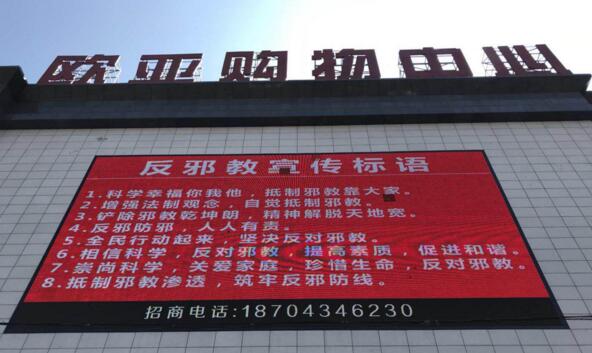 欧亚购物中心
反邪教宣传标语
1.科学幸福你我他，抵制邪教靠大家。
2.增强法制观念，自觉抵制邪教。
3.铲除邪教乾坤朗，精神解脱天地宽。
4.反邪防邪，人人有责。
5.全民行动起来，坚决反对邪教。
6.相信科学，反对邪教，提高素质，促进和谐。
7.崇尚科学，关爱家庭，珍惜生命，反对邪教。
8.抵制邪教渗透，筑牢反邪防线。
招商电话:18704346230